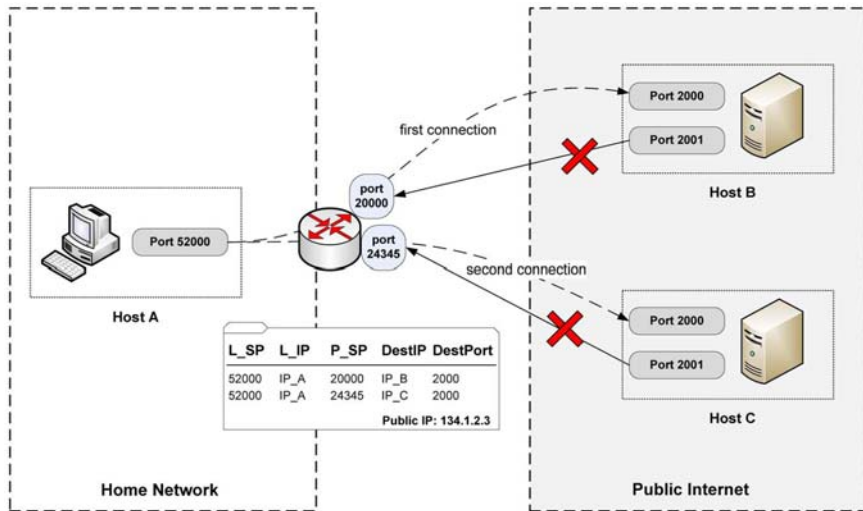 Port 2000
first connection
Port 2001
port
20000
Host B
Port 52000
port
24345
second connection
Host A
Port 2000
L_SP L_IP P_SP DestIP DestPort
52000 IP_A 20000 IP_B 2000
52000 IP_A 24345 IP_C 2000
Public IP: 134.1.2.3
Port 2001
Host C
Home Network
Public Internet